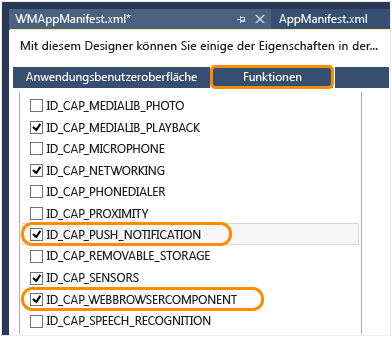 WMAppManifest.xml* AppManifest.xml
Mit diesem Designer können Sie einige der Eigenschaften in der...
Anwendungsbenutzeroberfläche Funktionen
ID_CAP_MEDIALIB_PHOTO
ID_CAP_MEDIALIB_PLAYBACK
ID_CAP_MICROPHONE
ID_CAP_NETWORKING
ID_CAP_PHONEDIALER
ID_CAP_PROXIMITY
ID_CAP_PUSH_NOTIFICATION
ID_CAP_REMOVABLE_STORAGE
ID_CAP_SENSORS
ID_CAP_WEBBROWSERCOMPONENT
ID_CAP_SPEECH_RECOGNITION